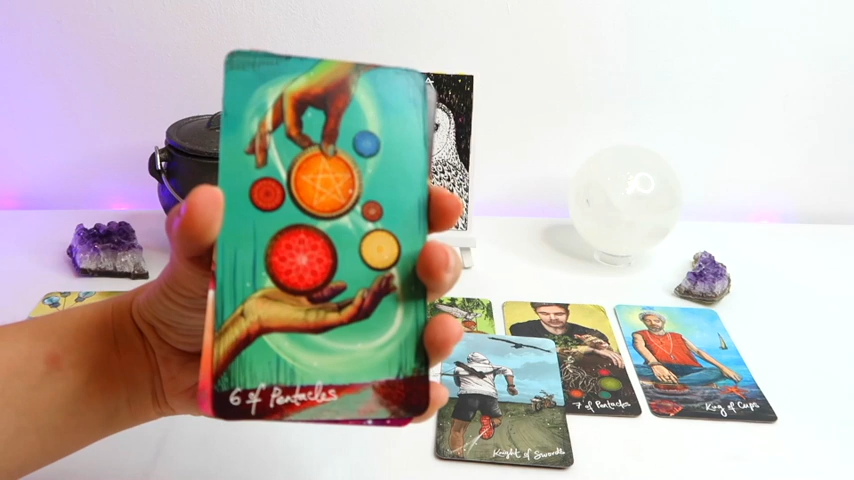 6 of Pentacles
7 of Pentacles
King of Cups
Knight of Swords